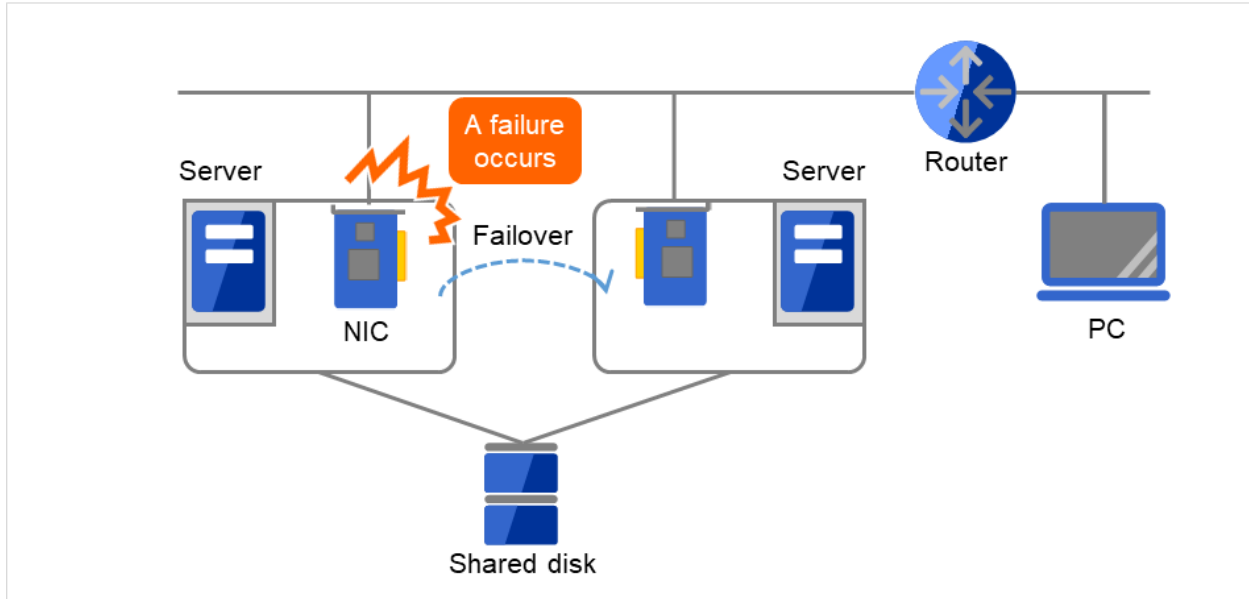 A failure
occurs
Server
Server
Router
Failover
NIC
PC
Shared disk